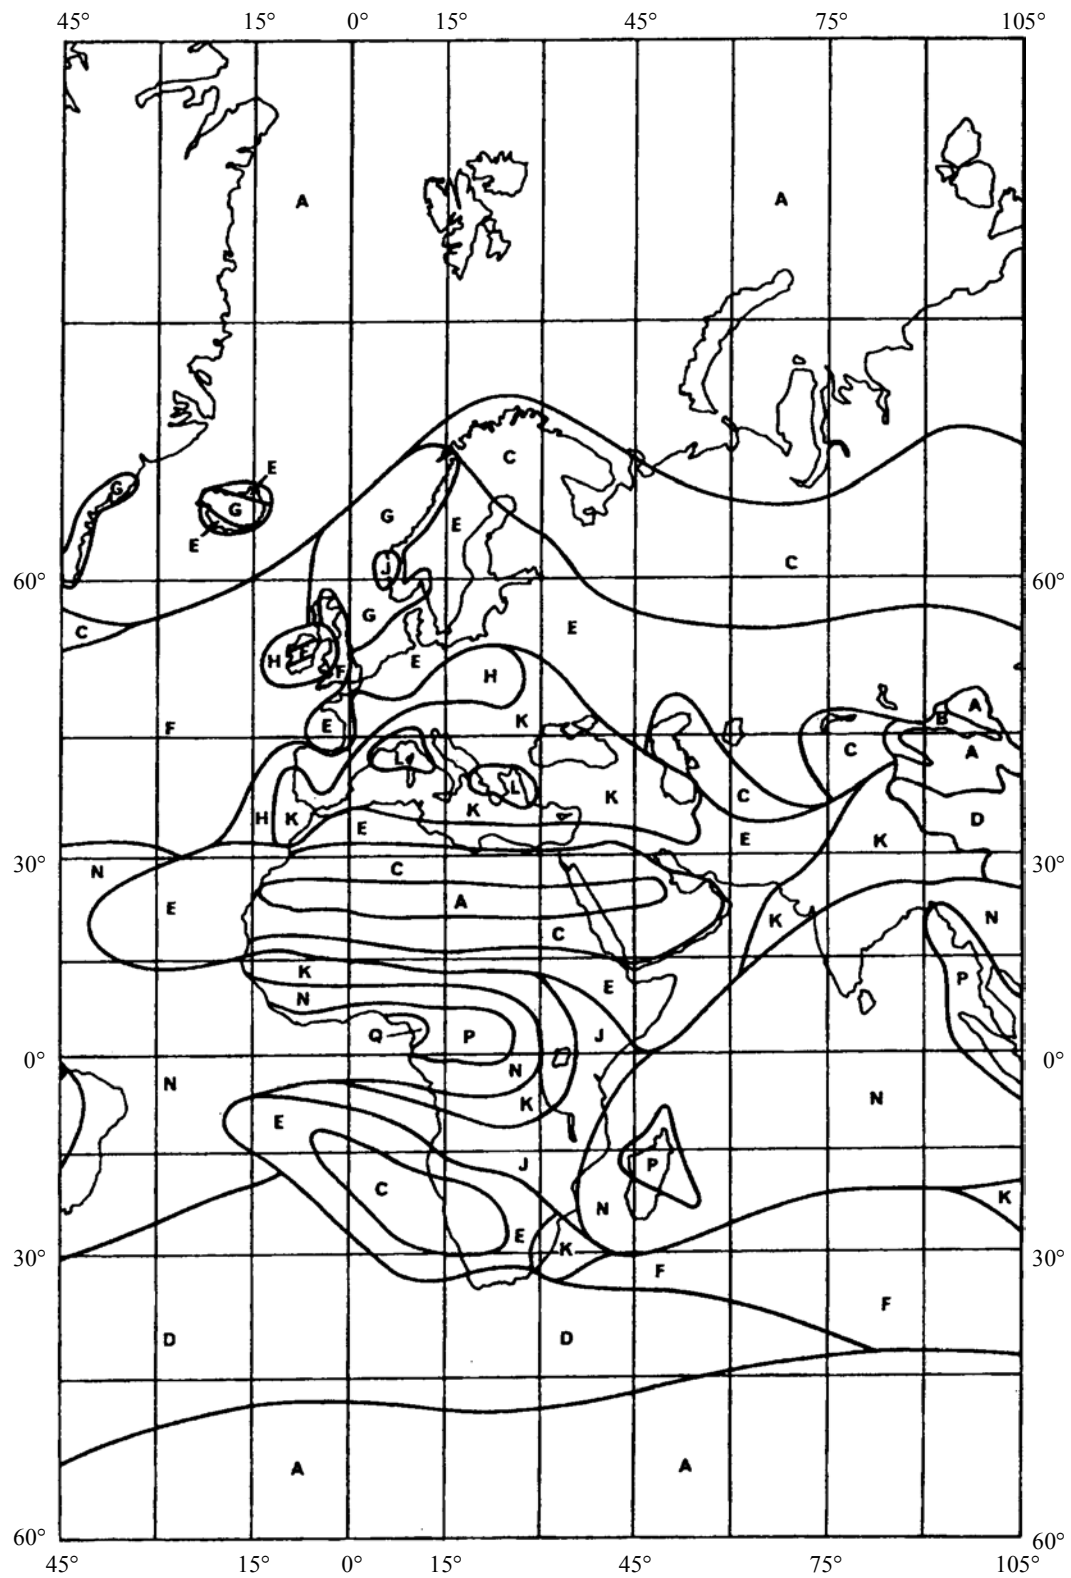 45° 15° 0° 15° 45° 75° 105°
A A
C
E
G G
G E
E
J
60° C 60°
G
C E
H E E
F H
A
K B
F E C A
L
L C K
K
H K E E K D
30° N C 30°
A
E K N
C
K E P
N
Q P J
0° N 0°
N N
K
E
J P
C K
N
E K
30° F 30°
F
D D
A A
60° 60°
45° 15° 0° 15° 45° 75° 105°